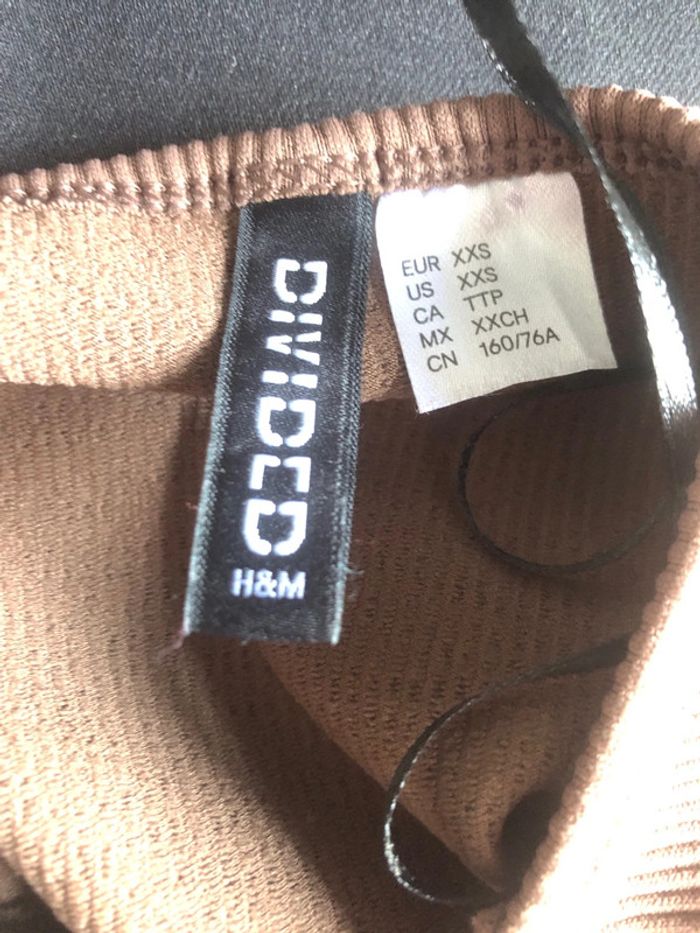 DIVIDED
H&M
EUR XXS
US XXS
CA TTP
MX XXCH
CN 160/76A